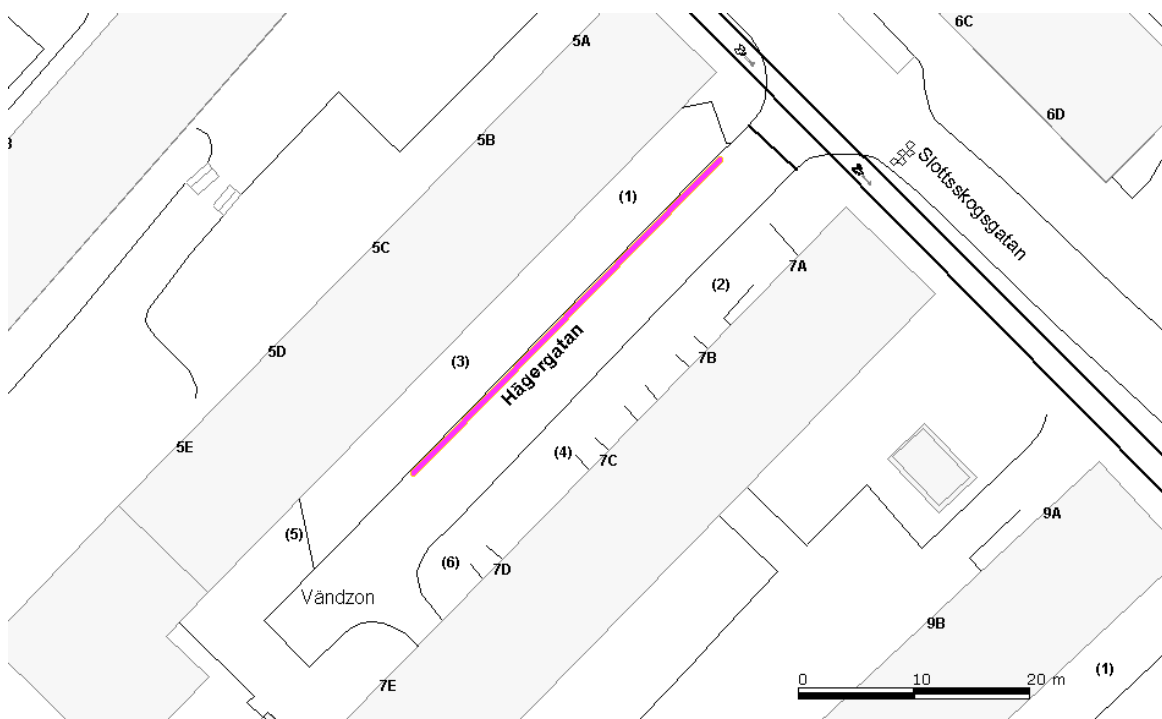 6C
5A
6D
5B
B
Slottsskogsgatan
(1)
5C
7A
(2)
5D
7B
(3)
Hägergatan
5E
(4)
7C
9A
(5)
(6)
7D
Vändzon
9B
7E
(1)
0 10 20 m